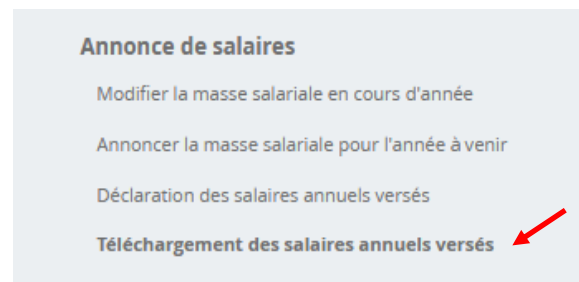 Annonce de salaires
Modifier la masse salariale en cours d'année
Annoncer la masse salariale pour l'année à venir
Déclaration des salaires annuels versés
Téléchargement des salaires annuels versés